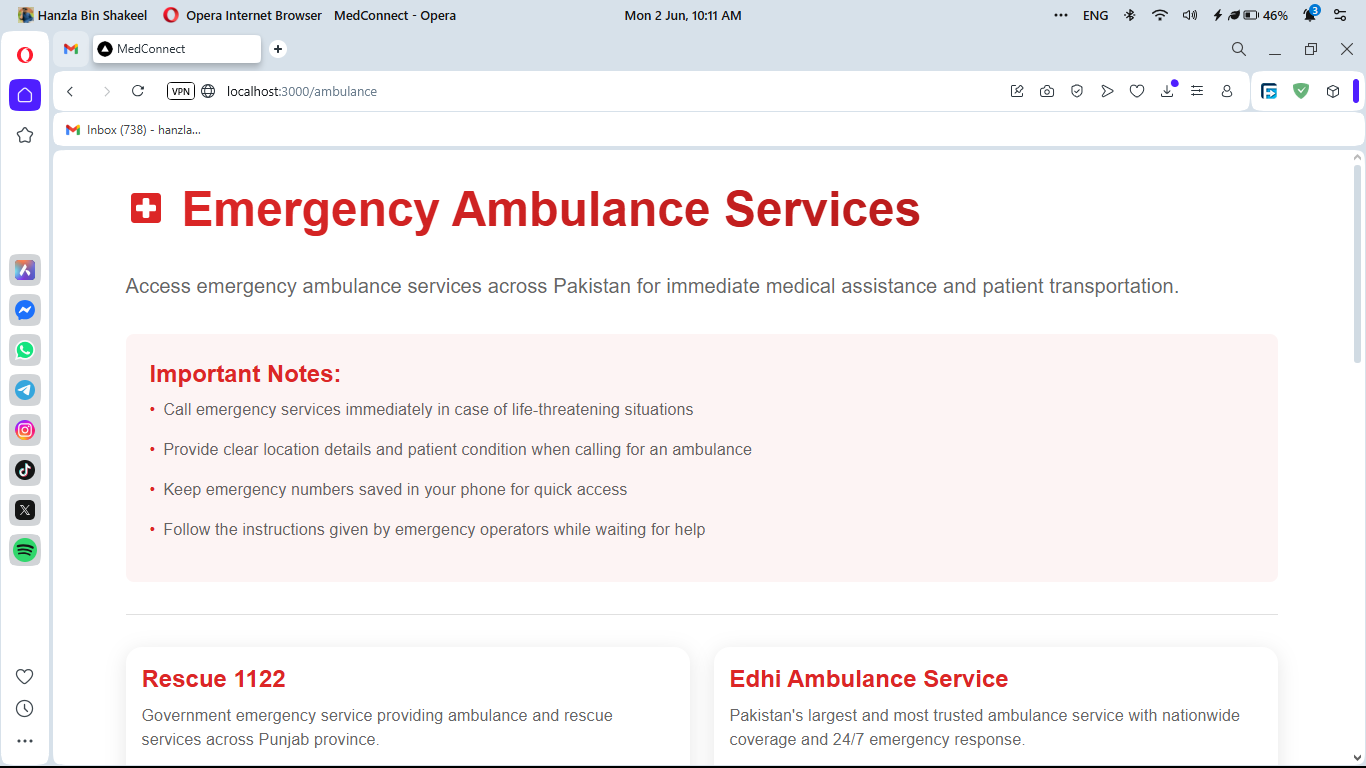 Hanzla Bin Shakeel Opera Internet Browser MedConnect - Opera Mon 2 Jun, 10:11 AM ENG 46% 3
MedConnect
VPN localhost:3000/ambulance
Inbox (738) - hanzla...
Emergency Ambulance Services
Access emergency ambulance services across Pakistan for immediate medical assistance and patient transportation.
Important Notes:
• Call emergency services immediately in case of life-threatening situations
• Provide clear location details and patient condition when calling for an ambulance
• Keep emergency numbers saved in your phone for quick access
• Follow the instructions given by emergency operators while waiting for help
Rescue 1122
Government emergency service providing ambulance and rescue
services across Punjab province.
Edhi Ambulance Service
Pakistan's largest and most trusted ambulance service with nationwide
coverage and 24/7 emergency response.